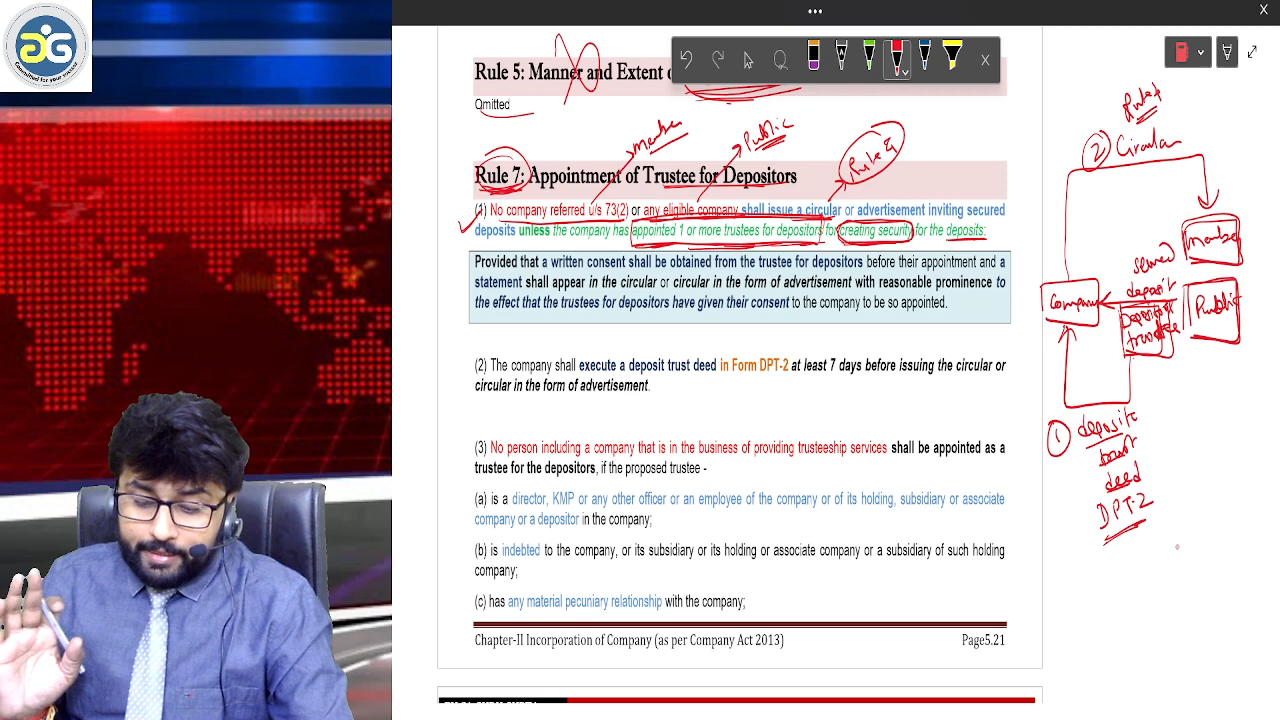 Rule 5: Manner and Extent
Omitted
Member
Public
Rule 4
Rule 7: Appointment of Trustee for Depositors
(1) No company referred u/s 73(2) or any eligible company shall issue a circular or advertisement inviting secured
deposits unless the company has appointed 1 or more trustees for depositors for creating security for the deposits:
Provided that a written consent shall be obtained from the trustee for depositors before their appointment and a
statement shall appear in the circular or circular in the form of advertisement with reasonable prominence to
the effect that the trustees for depositors have given their consent to the company to be so appointed.
(2) The company shall execute a deposit trust deed in Form DPT-2 at least 7 days before issuing the circular or
circular in the form of advertisement.
(3) No person including a company that is in the business of providing trusteeship services shall be appointed as a
trustee for the depositors, if the proposed trustee -
(a) is a director, KMP or any other officer or an employee of the company or of its holding, subsidiary or associate
company or a depositor in the company;
(b) is indebted to the company, or its subsidiary or its holding or associate company or a subsidiary of such holding
company;
(c) has any material pecuniary relationship with the company;
Chapter-II Incorporation of Company (as per Company Act 2013) Page5.21
② Circular
secured
deposit
Company
Public
① deposit
trust
deed
DPT-2